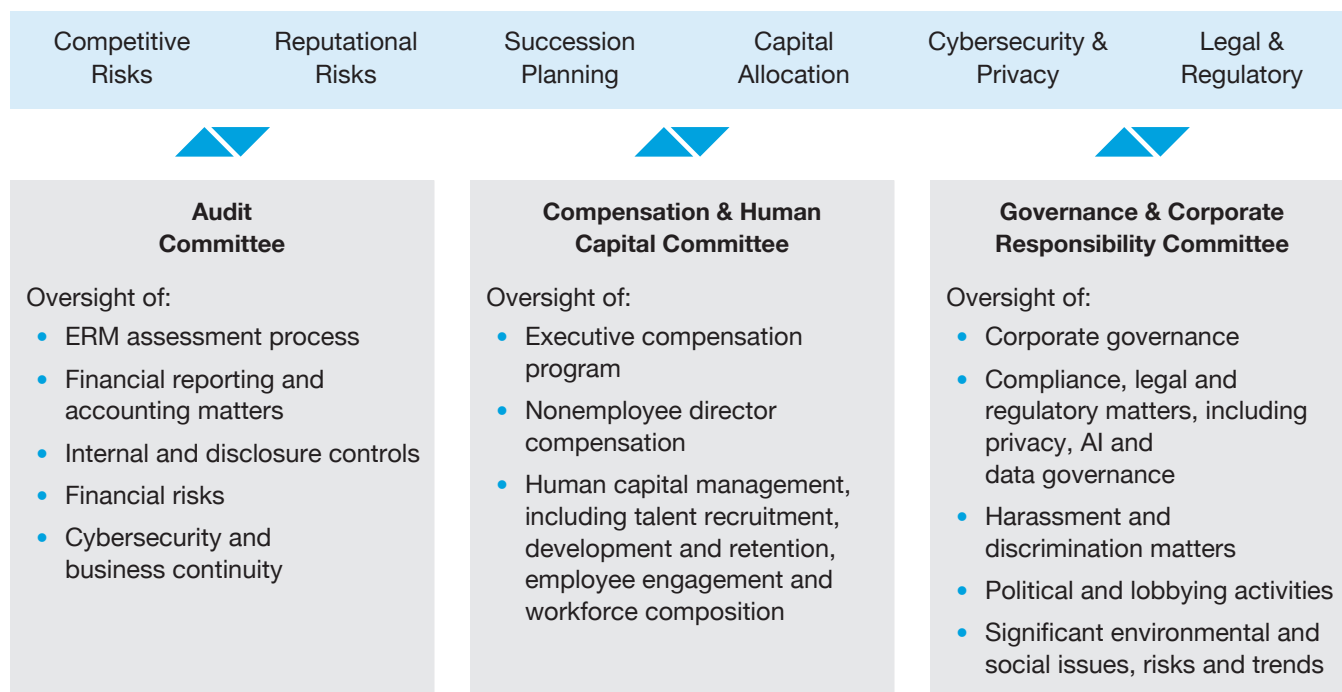 Competitive
Risks
Reputational
Risks
Succession
Planning
Capital
Allocation
Cybersecurity &
Privacy
Legal &
Regulatory
Audit
Committee
Oversight of:
• ERM assessment process
• Financial reporting and
accounting matters
• Internal and disclosure controls
• Financial risks
• Cybersecurity and
business continuity
Compensation & Human
Capital Committee
Oversight of:
• Executive compensation
program
• Nonemployee director
compensation
• Human capital management,
including talent recruitment,
development and retention,
employee engagement and
workforce composition
Governance & Corporate
Responsibility Committee
Oversight of:
• Corporate governance
• Compliance, legal and
regulatory matters, including
privacy, AI and
data governance
• Harassment and
discrimination matters
• Political and lobbying activities
• Significant environmental and
social issues, risks and trends